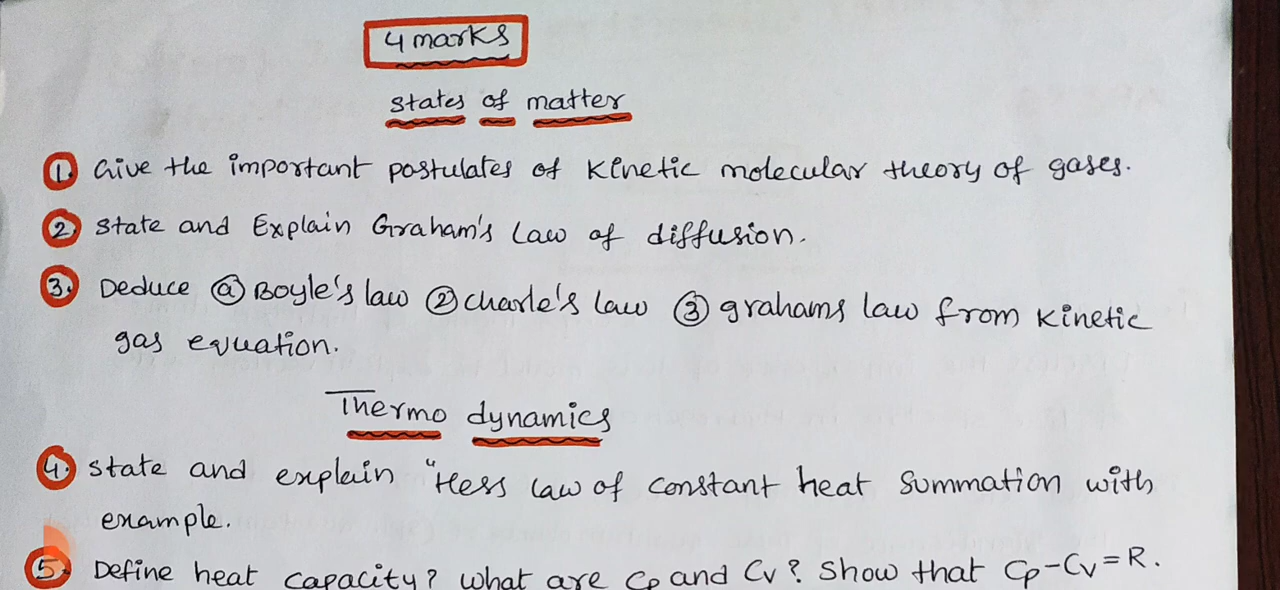 4 marks
states of matter
1. Give the important postulates of Kinetic molecular theory of gases.
2. State and Explain Graham's Law of diffusion.
3. Deduce ⓐ Boyle's law ② charle's law ③ grahams law from kinetic
gas equation.
Thermo dynamics
4. state and explain "Hess law of constant heat summation with
example.
5. Define heat capacity? what are Cp and Cv? Show that Cp-Cv=R.